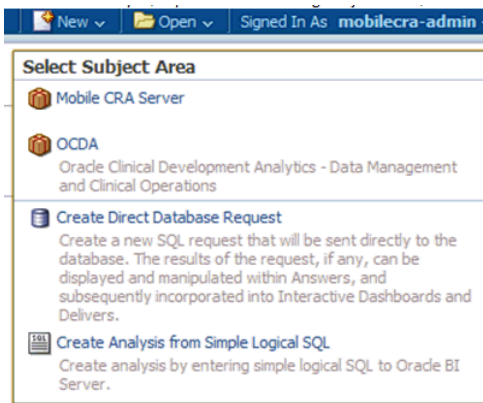 New Open Signed In As mobilecra-admin
Select Subject Area
Mobile CRA Server
OCDA
Oracle Clinical Development Analytics - Data Management
and Clinical Operations
Create Direct Database Request
Create a new SQL request that will be sent directly to the
database. The results of the request, if any, can be
displayed and manipulated within Answers, and
subsequently incorporated into Interactive Dashboards and
Delivers.
SQL
Create Analysis from Simple Logical SQL
Create analysis by entering simple logical SQL to Oracle BI
Server.